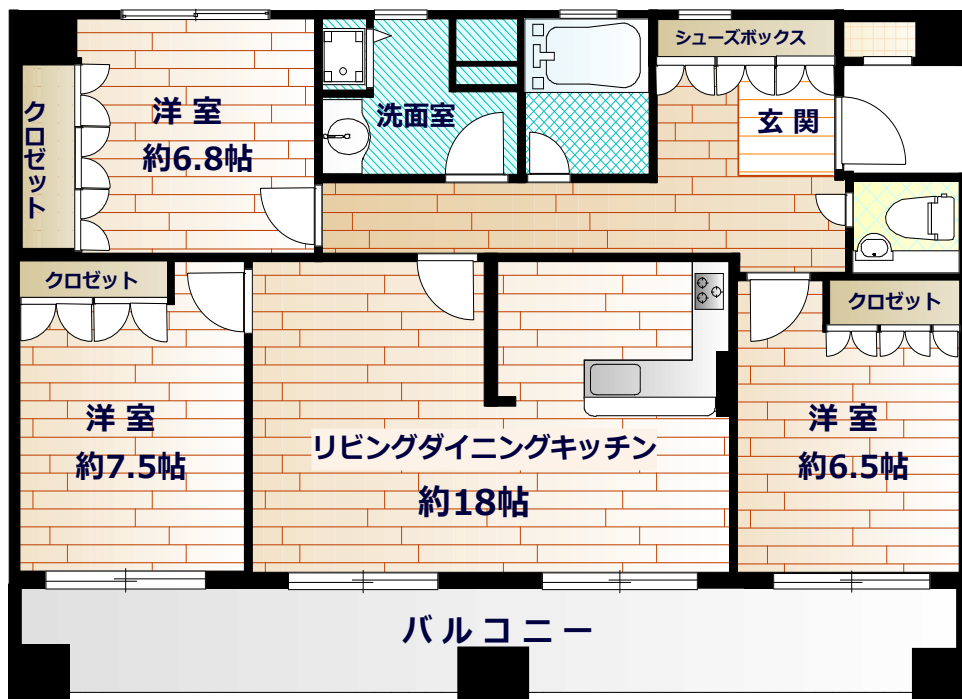 シューズボックス
クロゼット
洋 室
約6.8帖
洗面室
玄 関
クロゼット
クロゼット
洋 室
約7.5帖
リビングダイニングキッチン
約18帖
洋 室
約6.5帖
バルコニー